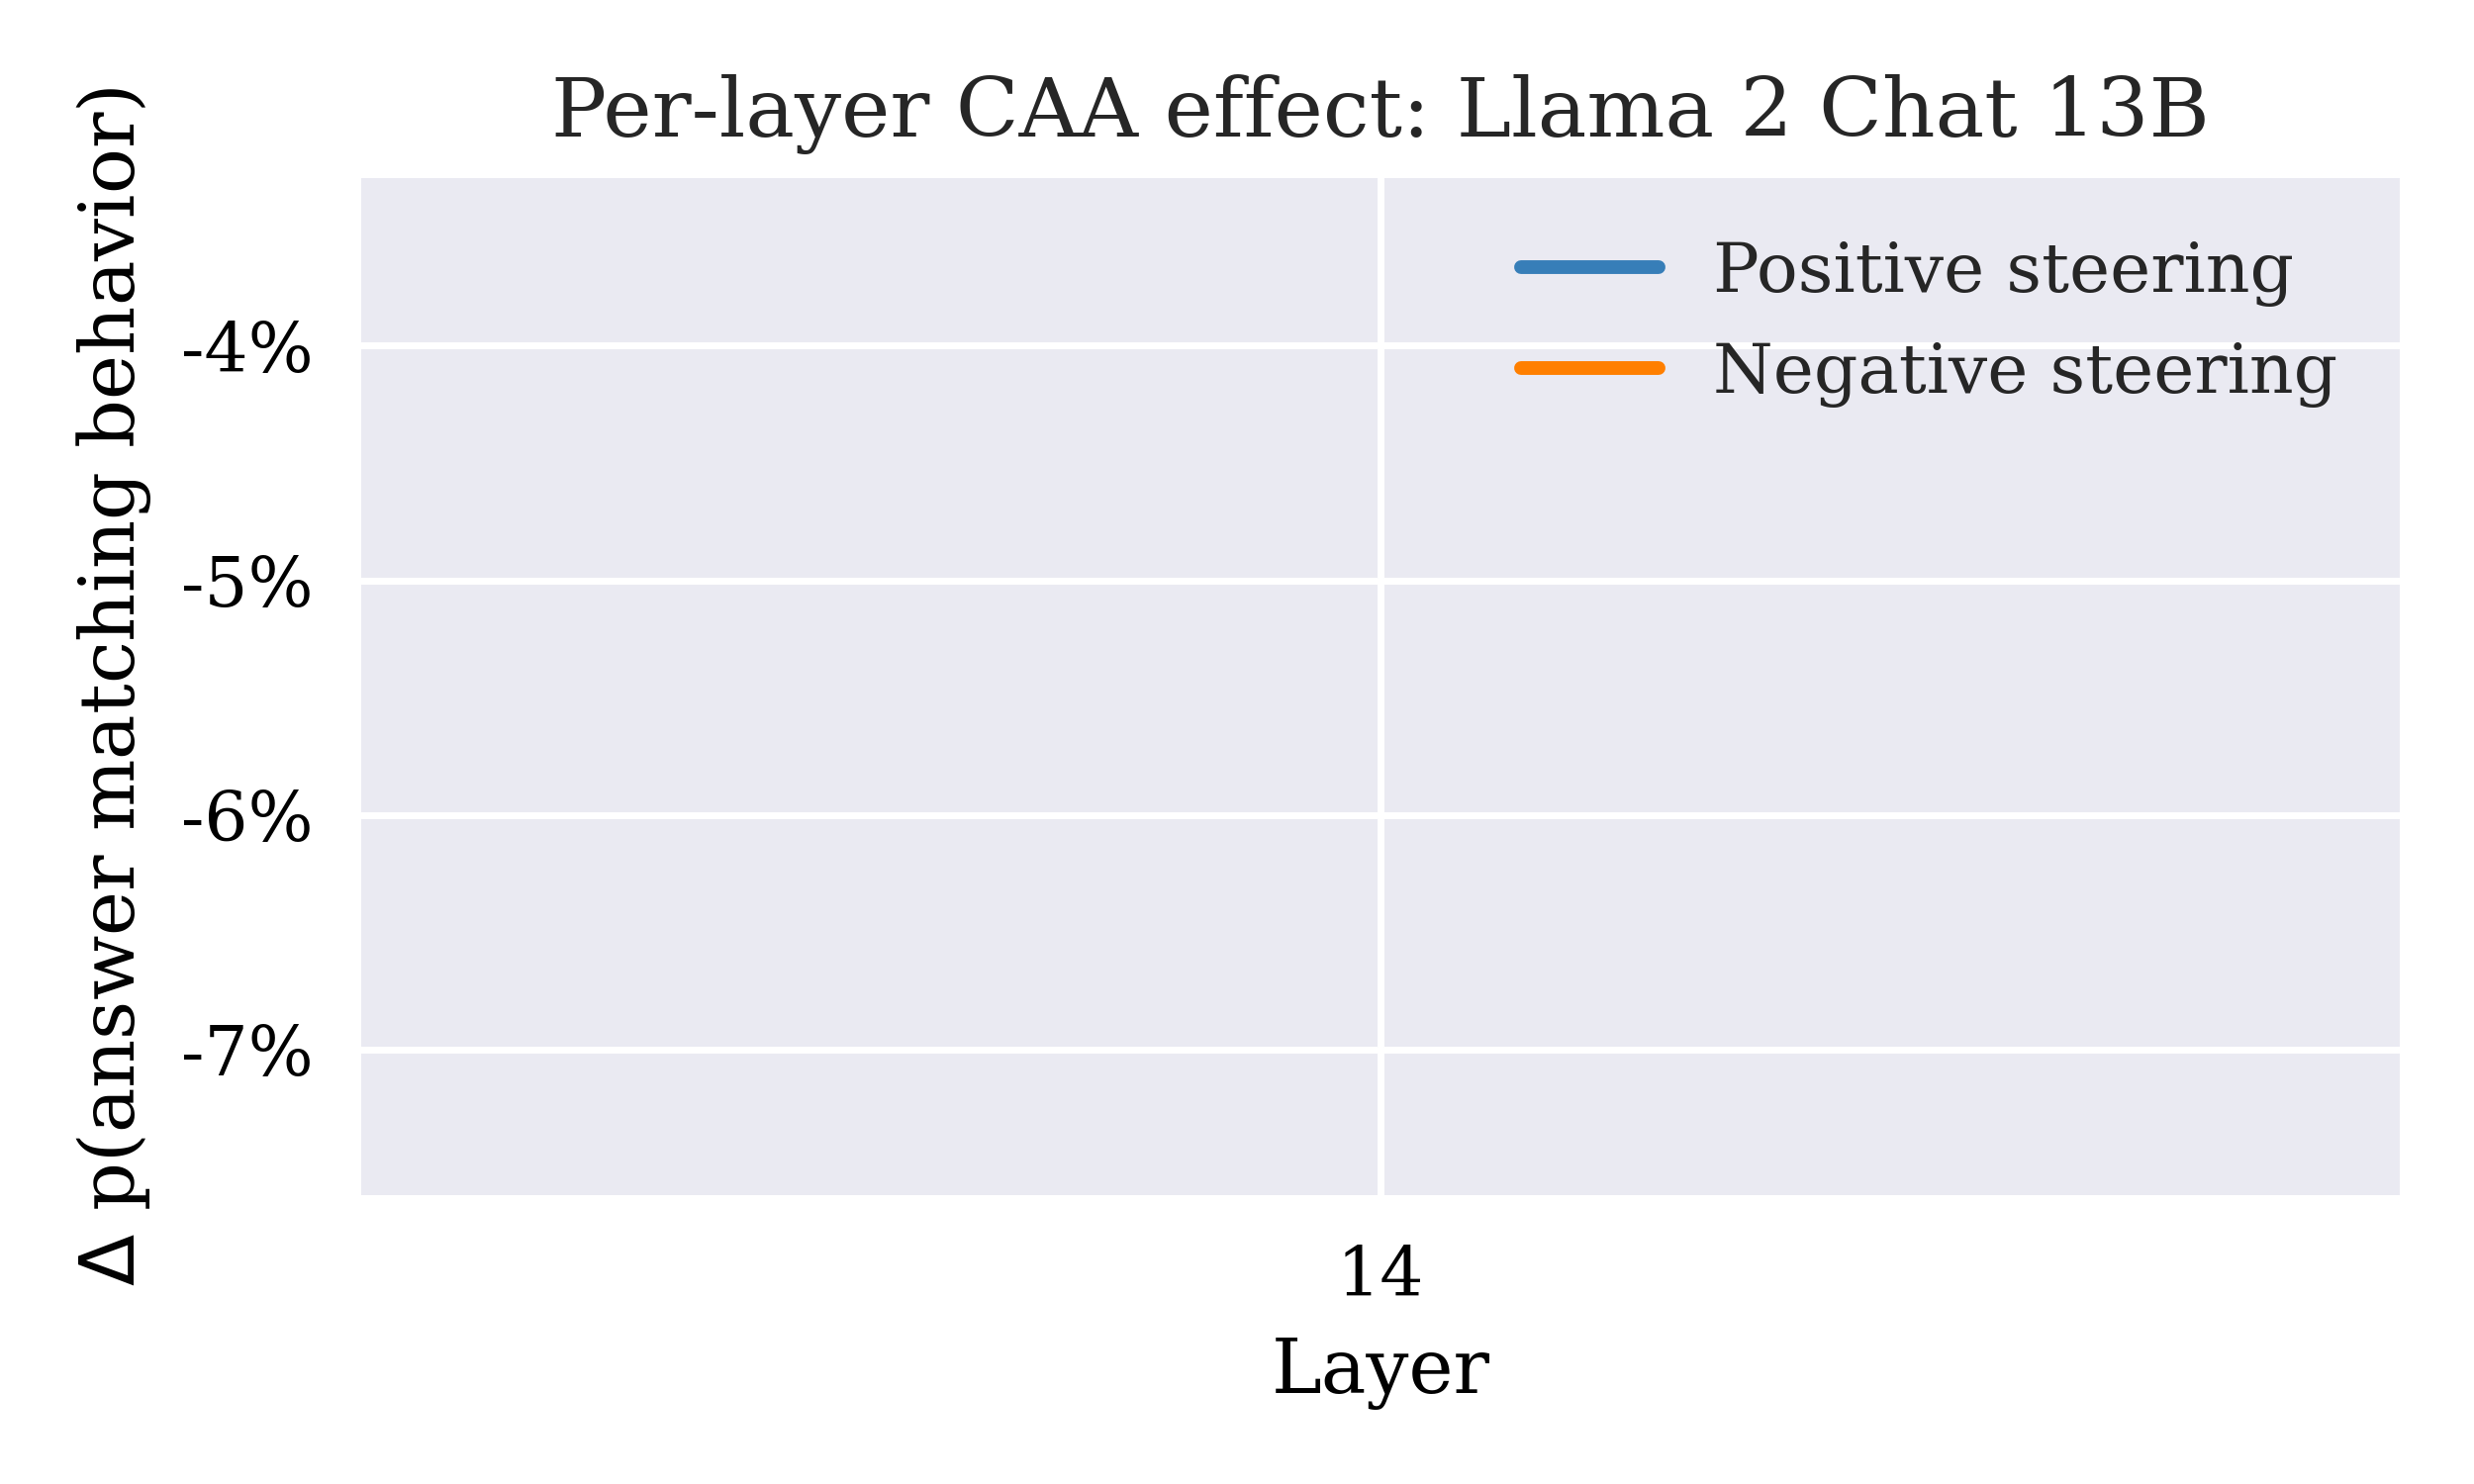 Per-layer CAA effect: Llama 2 Chat 13B
Δ p(answer matching behavior)
Positive steering
Negative steering
-4%
-5%
-6%
-7%
14
Layer